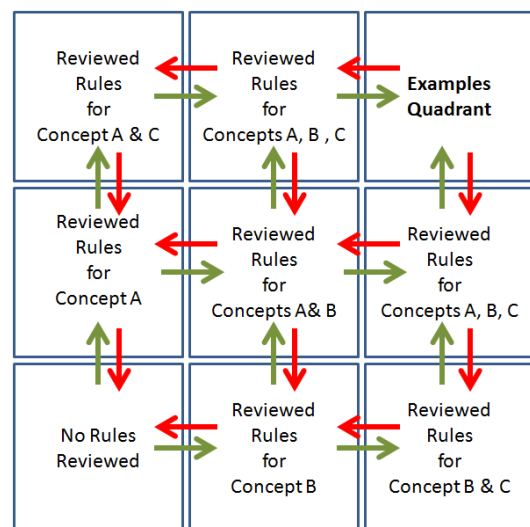 Reviewed
Rules
for
Concept A & C
Reviewed
Rules
for
Concepts A, B , C
Examples
Quadrant
Reviewed
Rules
for
Concept A
Reviewed
Rules
for
Concepts A& B
Reviewed
Rules
for
Concepts A, B, C
No Rules
Reviewed
Reviewed
Rules
for
Concept B
Reviewed
Rules
for
Concept B & C